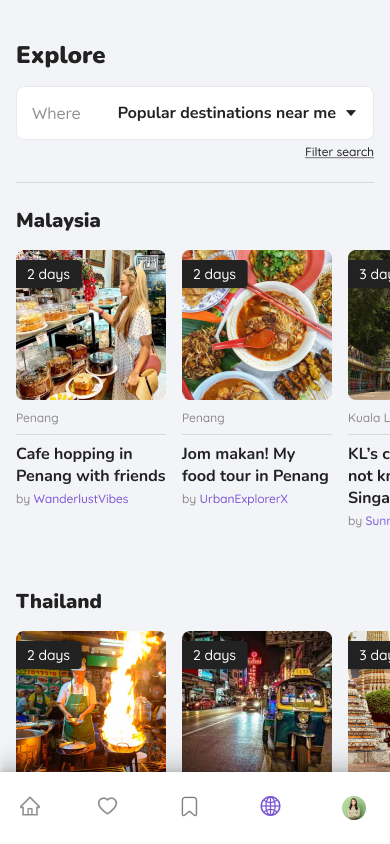 Explore
Where
Popular destinations near me
Filter search
Malaysia
2 days
2 days
3 day
Penang
Penang
Kuala L
Cafe hopping in
Penang with friends
by WanderlustVibes
Jom makan! My
food tour in Penang
by UrbanExplorerX
KL’s c
not kn
Singa
by Sunr
Thailand
2 days
2 days
3 day